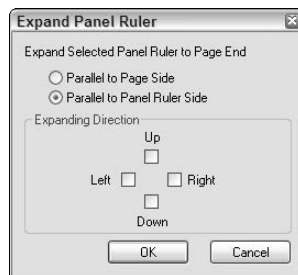 Expand Panel Ruler
Expand Selected Panel Ruler to Page End
Parallel to Page Side
Parallel to Panel Ruler Side
Expanding Direction
Up
Left Right
Down
OK Cancel